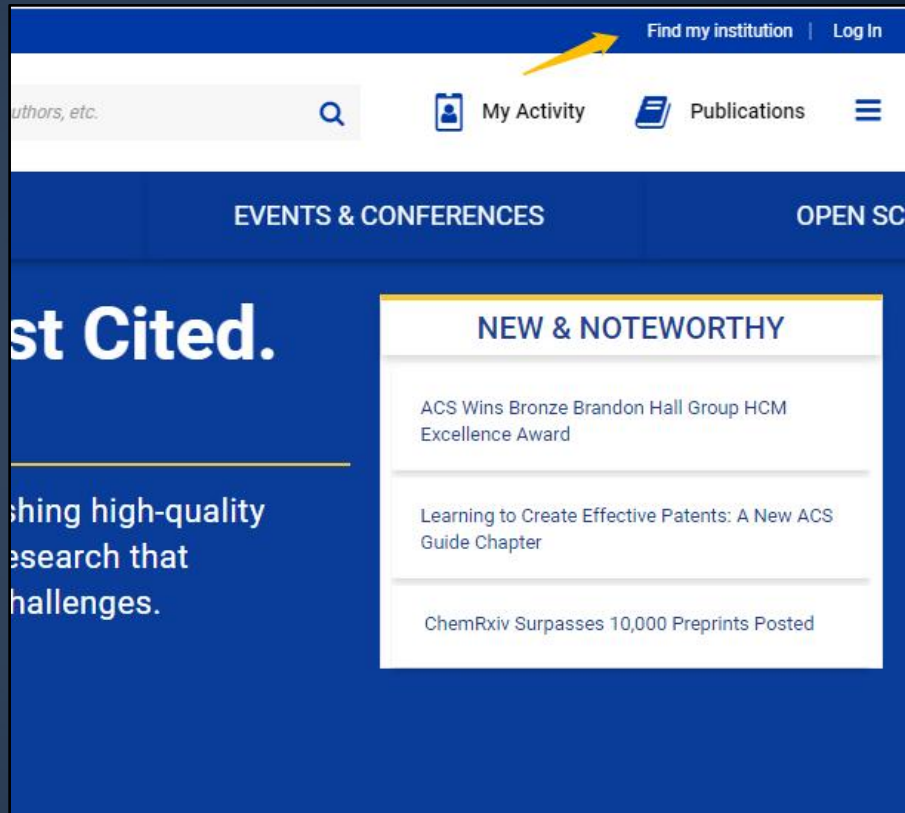 Find my institution | Log In
uthors, etc.
My Activity
Publications
EVENTS & CONFERENCES
OPEN SC
st Cited.
NEW & NOTEWORTHY
ACS Wins Bronze Brandon Hall Group HCM
Excellence Award
shing high-quality
esearch that
hallenges.
Learning to Create Effective Patents: A New ACS
Guide Chapter
ChemRxiv Surpasses 10,000 Preprints Posted